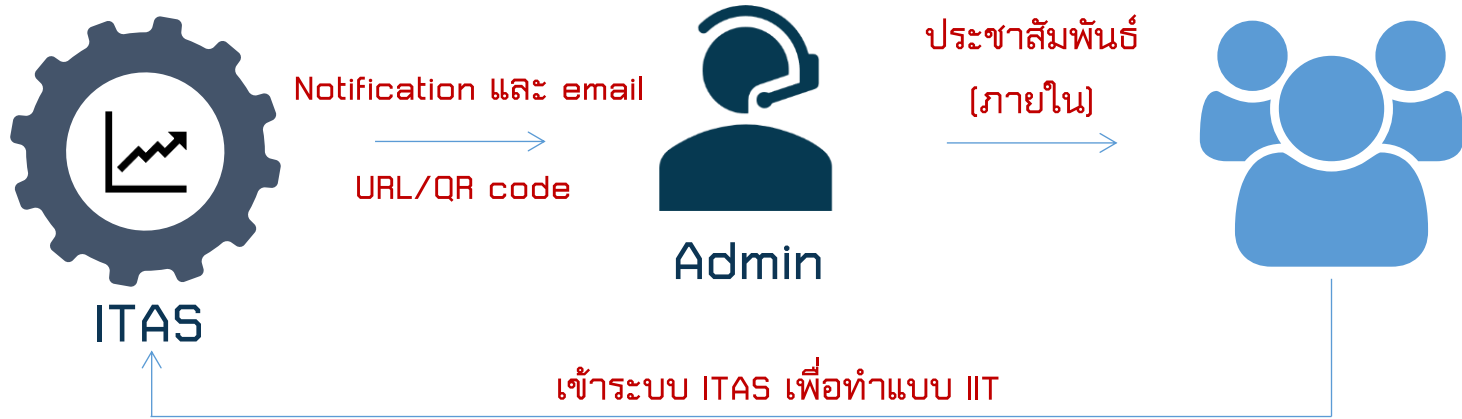 Notification และ email
URL/QR code
ITAS
Admin
ประชาสัมพันธ์
(ภายใน)
เข้าระบบ ITAS เพื่อทำแบบ IIT